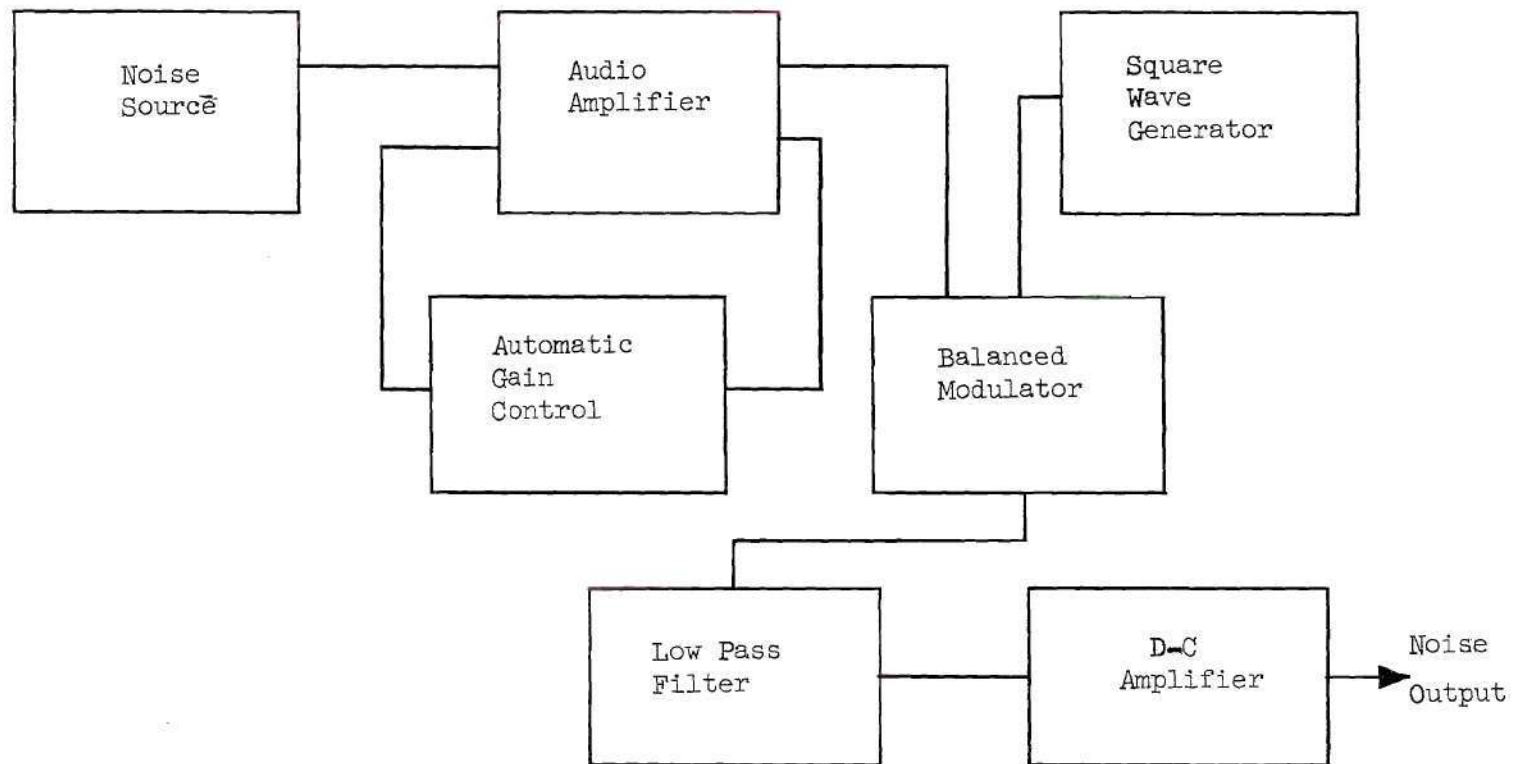 Noise
Source
Audio
Amplifier
Square
Wave
Generator
Automatic
Gain
Control
Balanced
Modulator
Low Pass
Filter
D-C
Amplifier
Noise
Output